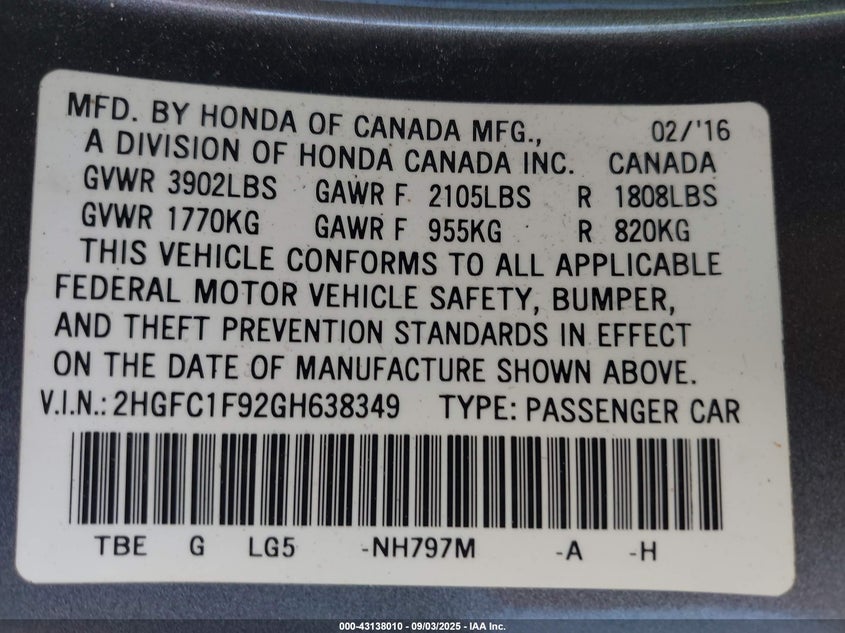 MFD. BY HONDA OF CANADA MFG., 02/'16
A DIVISION OF HONDA CANADA INC. CANADA
GVWR 3902LBS GAWR F 2105LBS R 1808LBS
GVWR 1770KG GAWR F 955KG R 820KG
THIS VEHICLE CONFORMS TO ALL APPLICABLE
FEDERAL MOTOR VEHICLE SAFETY, BUMPER,
AND THEFT PREVENTION STANDARDS IN EFFECT
ON THE DATE OF MANUFACTURE SHOWN ABOVE.
V.I.N.: 2HGFC1F92GH638349 TYPE: PASSENGER CAR
TBE G LG5 -NH797M -A -H
000-43138010 - 09/03/2025 - IAA Inc.